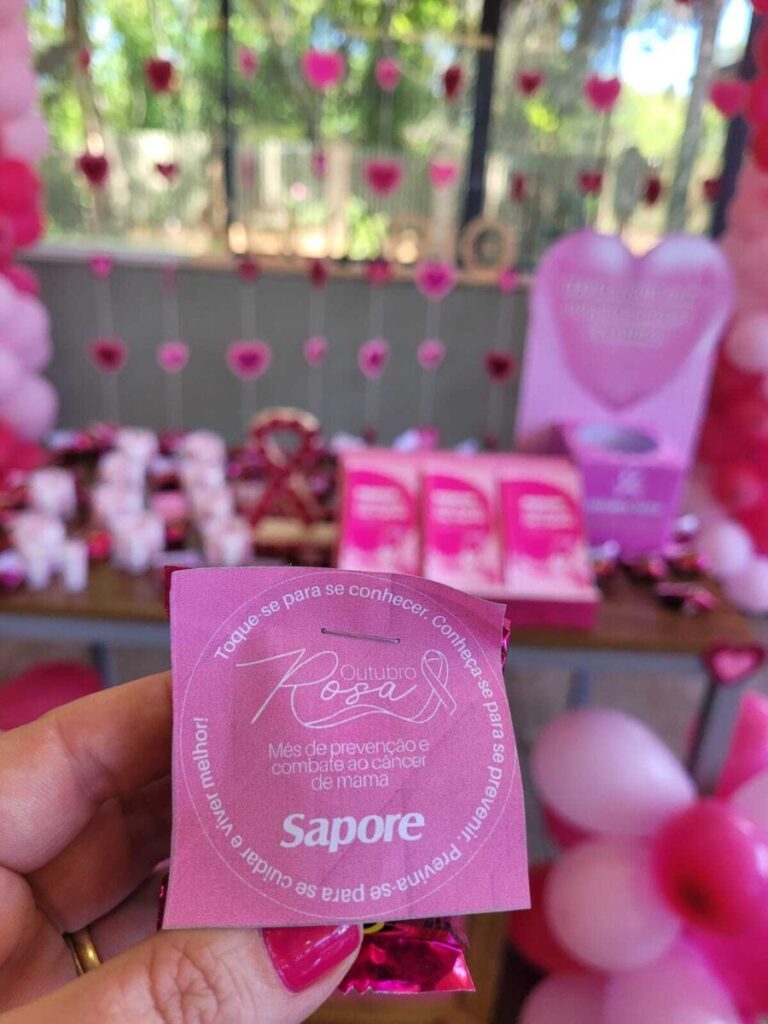 Toque-se para se conhecer. Conheça-se para se prevenir. Previna-se para se cuidar e viver melhor!
Outubro
Rosa
Mês de prevenção e
combate ao câncer
de mama
Sapore